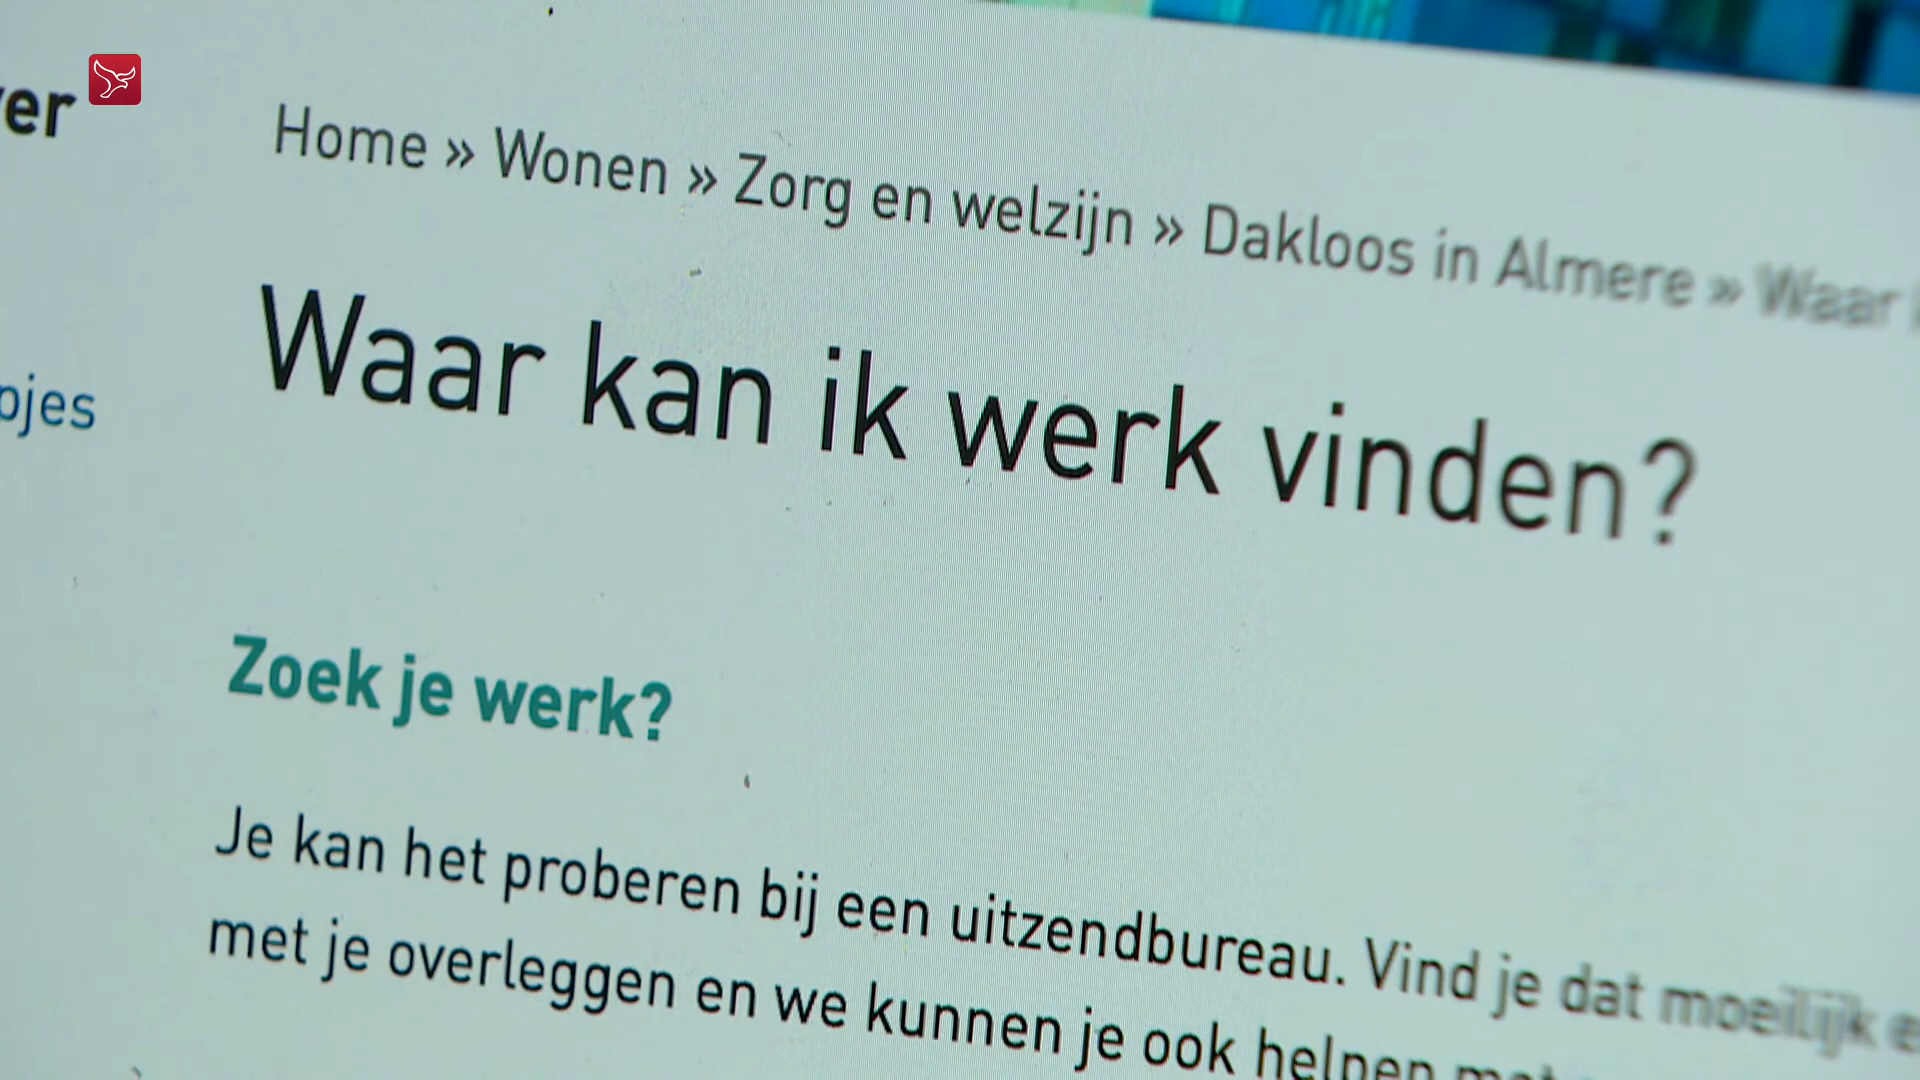 er
Home » Wonen » Zorg en welzijn » Dakloos in Almere » Waar
Waar kan ik werk vinden?
pjes
Zoek je werk?
Je kan het proberen bij een uitzendbureau. Vind je dat moeilijk
met je overleggen en we kunnen je ook helpen